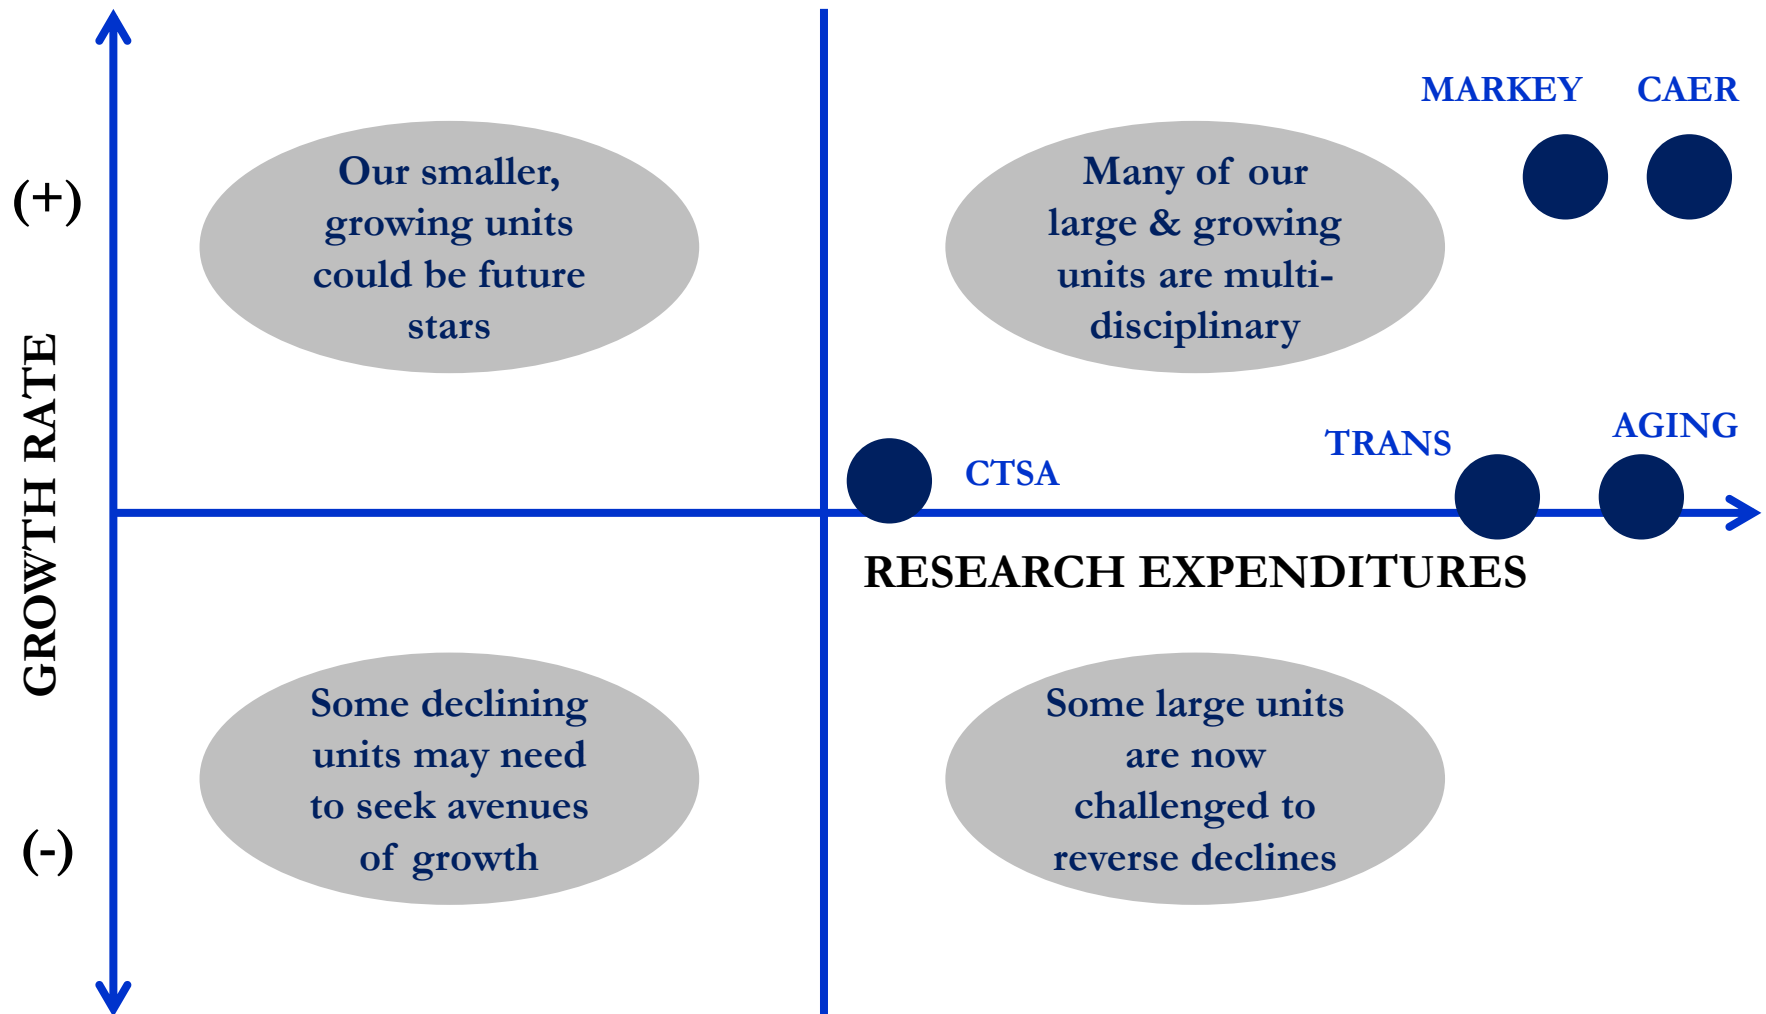 MARKEY
CAER
(+)
Our smaller,
growing units
could be future
stars
Many of our
large & growing
units are multi-
disciplinary
GROWTH RATE
CTSA
TRANS
AGING
RESEARCH EXPENDITURES
(-)
Some declining
units may need
to seek avenues
of growth
Some large units
are now
challenged to
reverse declines